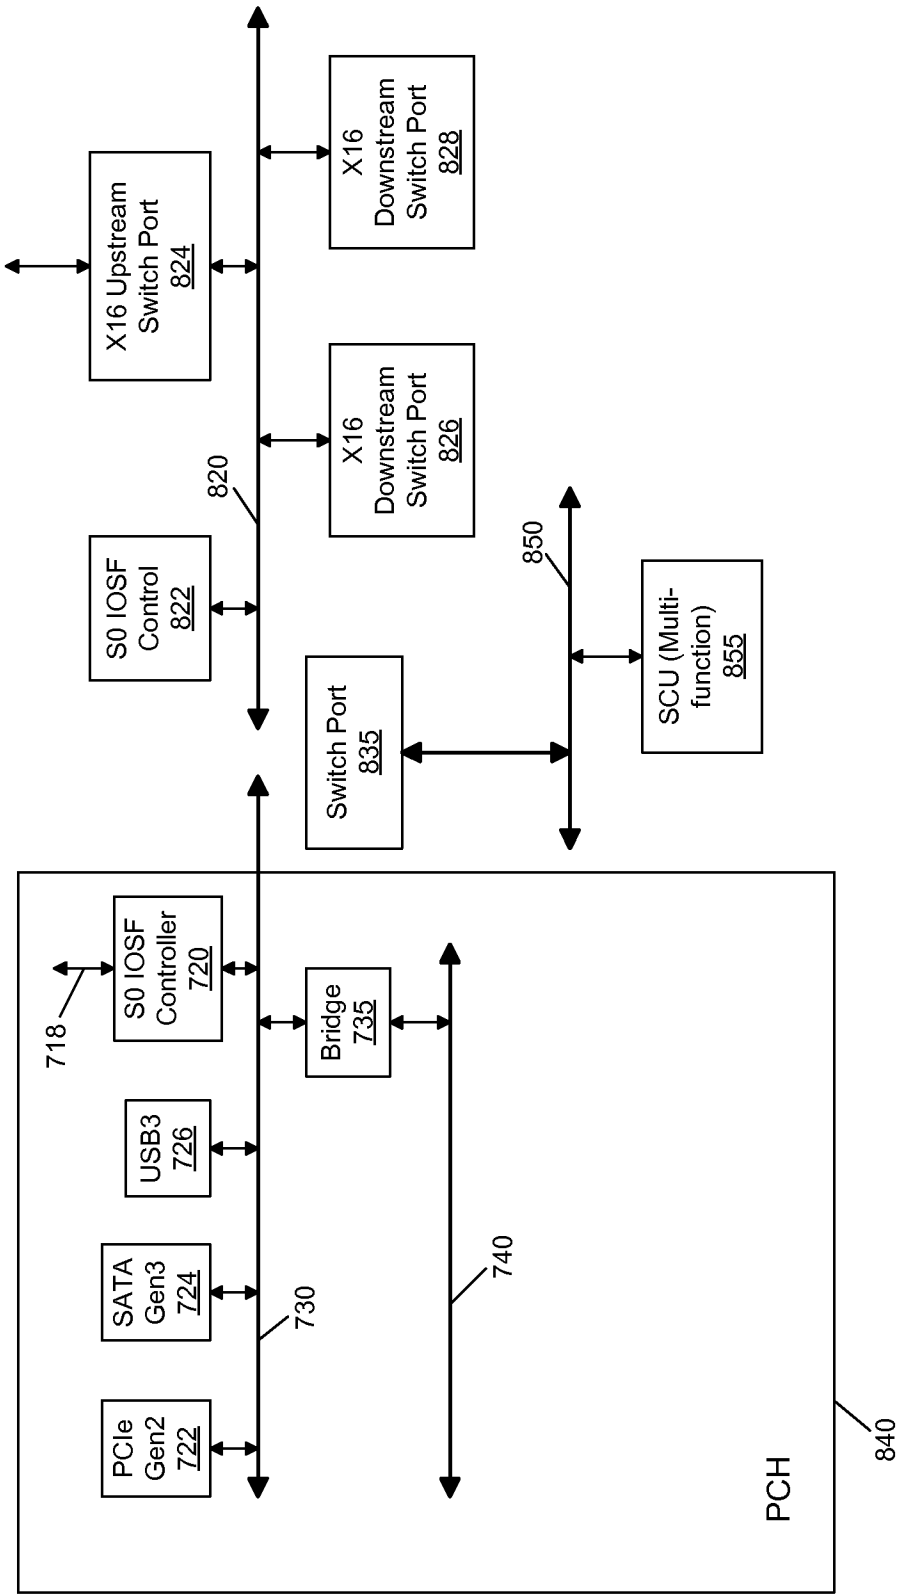 X16 Upstream
Switch Port
824
X16
Downstream
Switch Port
828
X16
Downstream
Switch Port
826
820
S0 IOSF
Control
822
850
SCU (Multi-
function)
855
Switch Port
835
718
S0 IOSF
Controller
720
Bridge
735
USB3
726
SATA
Gen3
724
PCIe
Gen2
722
730
740
PCH
840